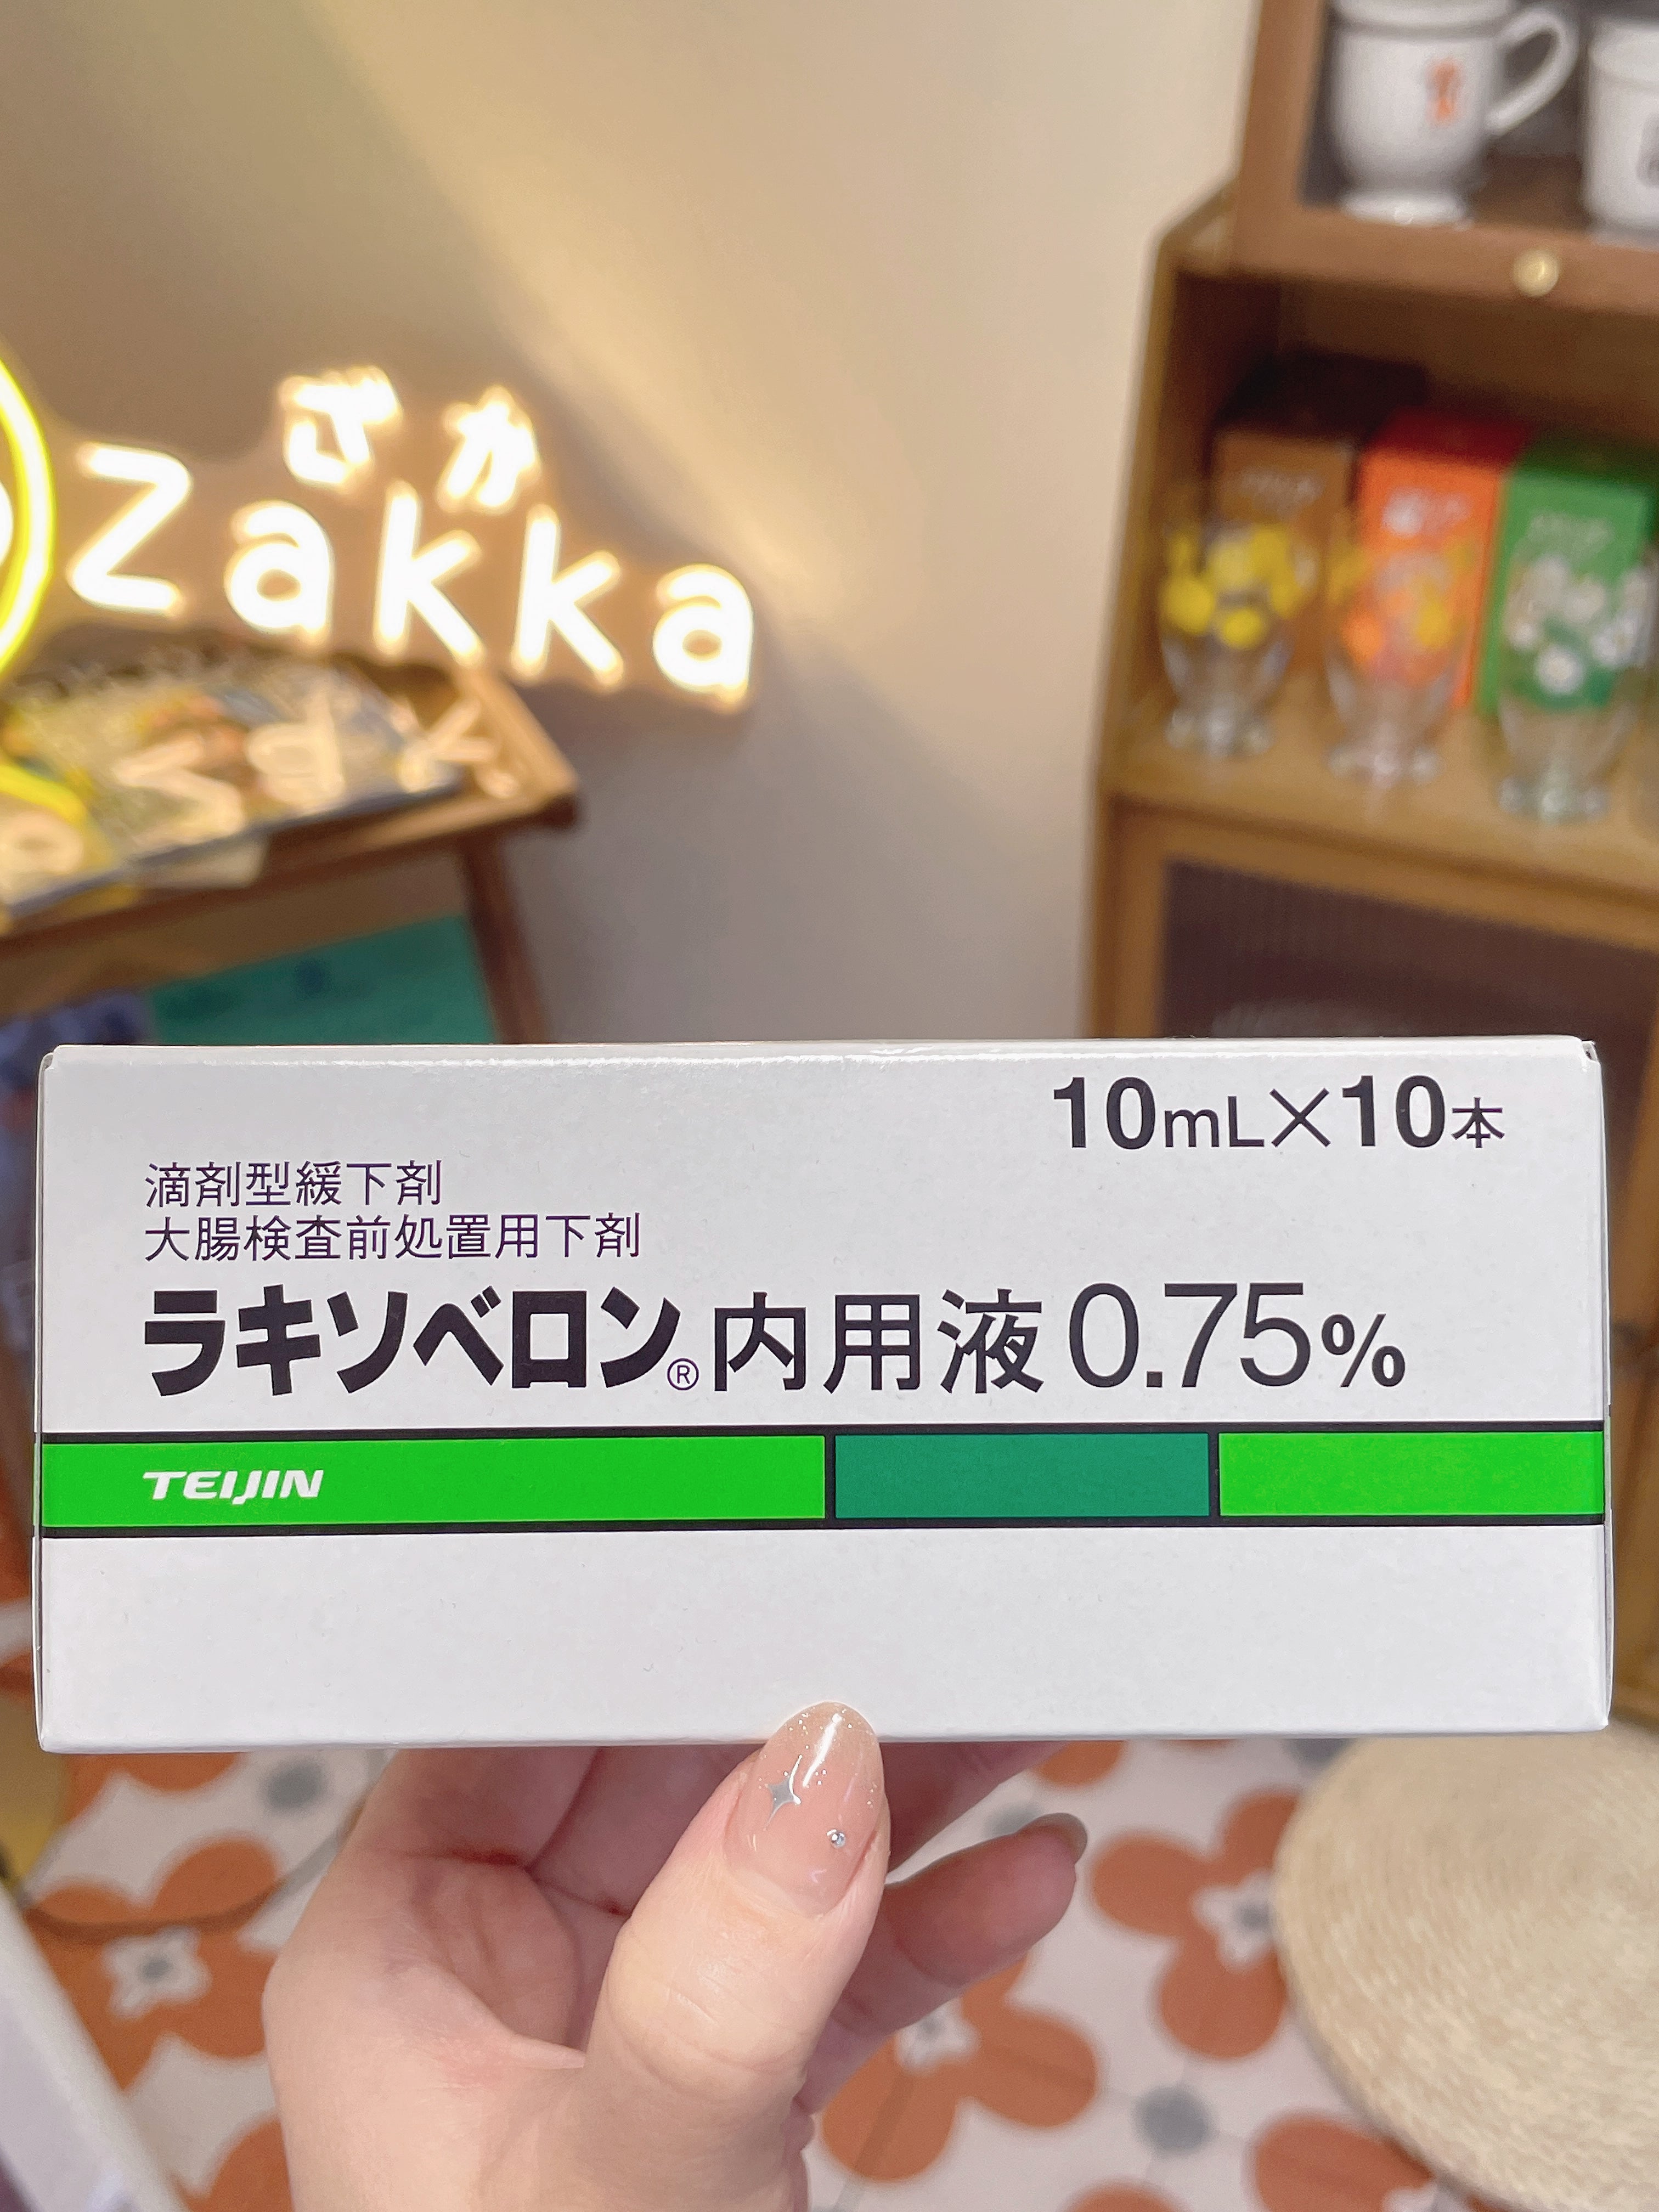 ざっか
zakka
10mL×10本
滴剤型緩下剤
大腸検査前処置用下剤
ラキソベロン®内用液0.75%
TEIJIN